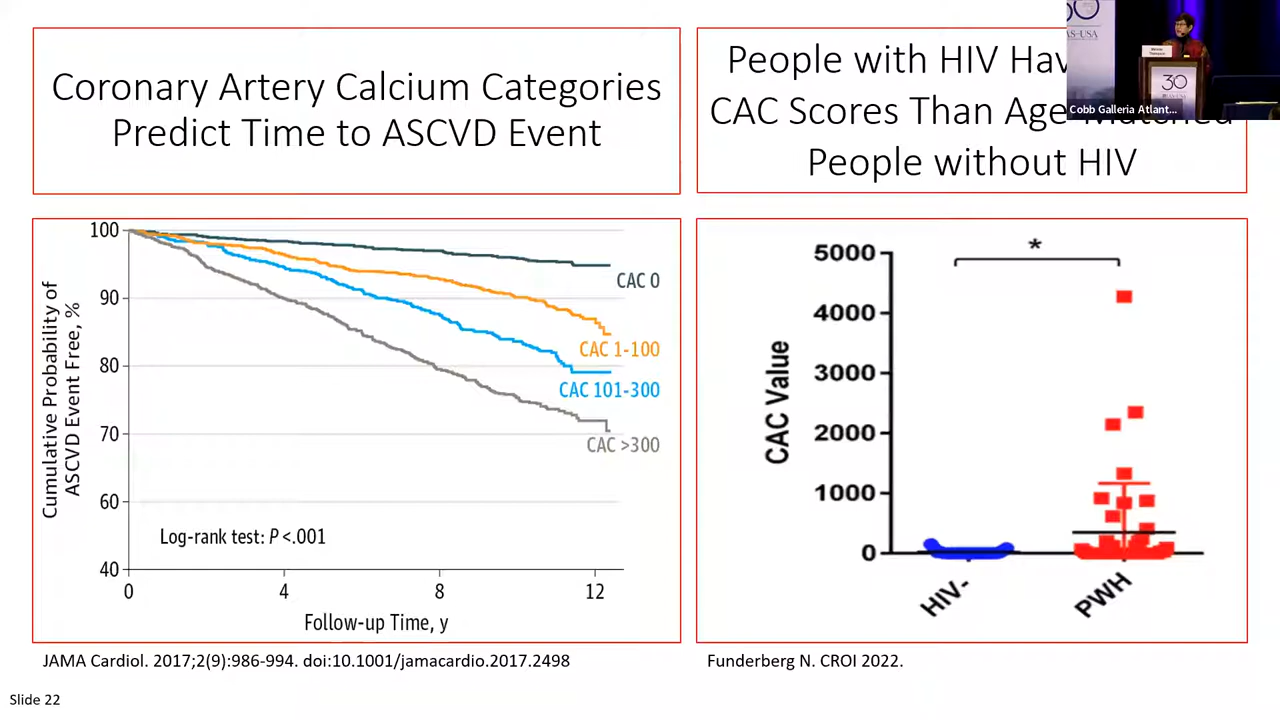 Coronary Artery Calcium Categories
Predict Time to ASCVD Event
People with HIV Hav
CAC Scores Than Age-Matched
People without HIV
30
AS–USA
30
Cobb Galleria Atlant...
Cumulative Probability of
ASCVD Event Free, %
100
90
80
70
60
40
CAC 0
CAC 1-100
CAC 101-300
CAC >300
Log-rank test: P <.001
0
4
8
12
Follow-up Time, y
CAC Value
5000
4000
3000
2000
1000
0
*
HIV-
PWH
JAMA Cardiol. 2017;2(9):986-994. doi:10.1001/jamacardio.2017.2498
Funderberg N. CROI 2022.
Slide 22